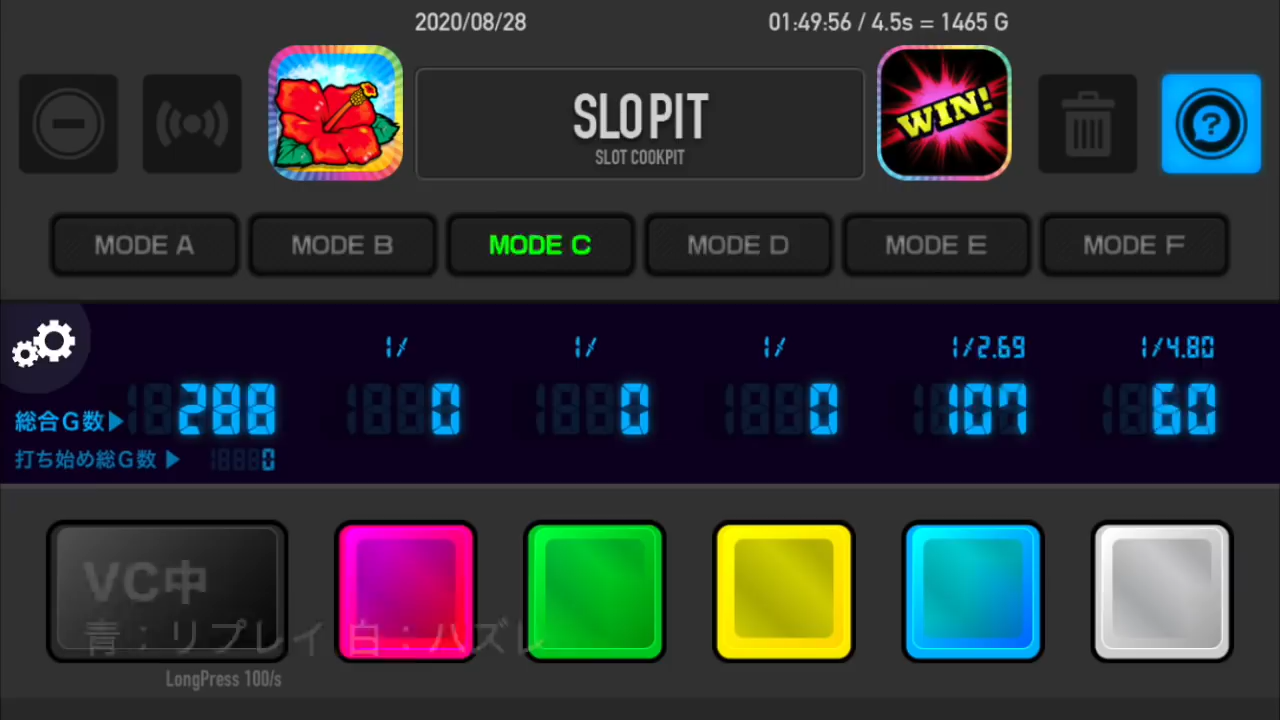 2020/08/28
01:49:56 / 4.5s = 1465 G
SLOPIT
SLOT COOKPIT
WIN!
?
MODE A
MODE B
MODE C
MODE D
MODE E
MODE F
1/
1/
1/
1/2.69
1/4.80
総合G数▶ 288
0
0
0
107
60
打ち始め総G数 ▶ 0
VC中
青：リプレイ 白：ハズレ
LongPress 100/s